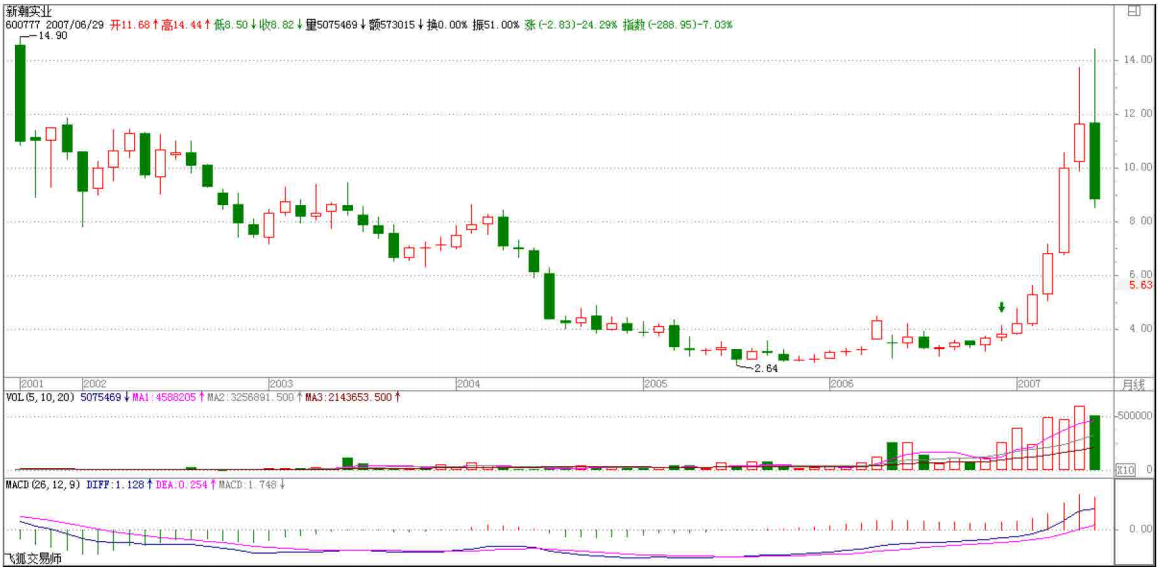 新潮实业
600777 2007/06/29 开11.68↑高14.44↑低8.50↓收8.82↓量5075469↓额573015↓换0.00% 振51.00% 涨(-2.83)-24.29% 指数(-288.95)-7.03%
14.90
14.00
12.00
10.00
8.00
6.00
5.63
4.00
2.64
2001 2002 2003 2004 2005 2006 2007 月线
VOL(5,10,20) 5075469↓MA1:4588205↑MA2:3256891.500↑MA3:2143653.500↑
500000
X10 0
MACD(26,12,9) DIFF:1.128↑DEA:0.254↑MACD:1.748↓
0.00
飞狐交易师